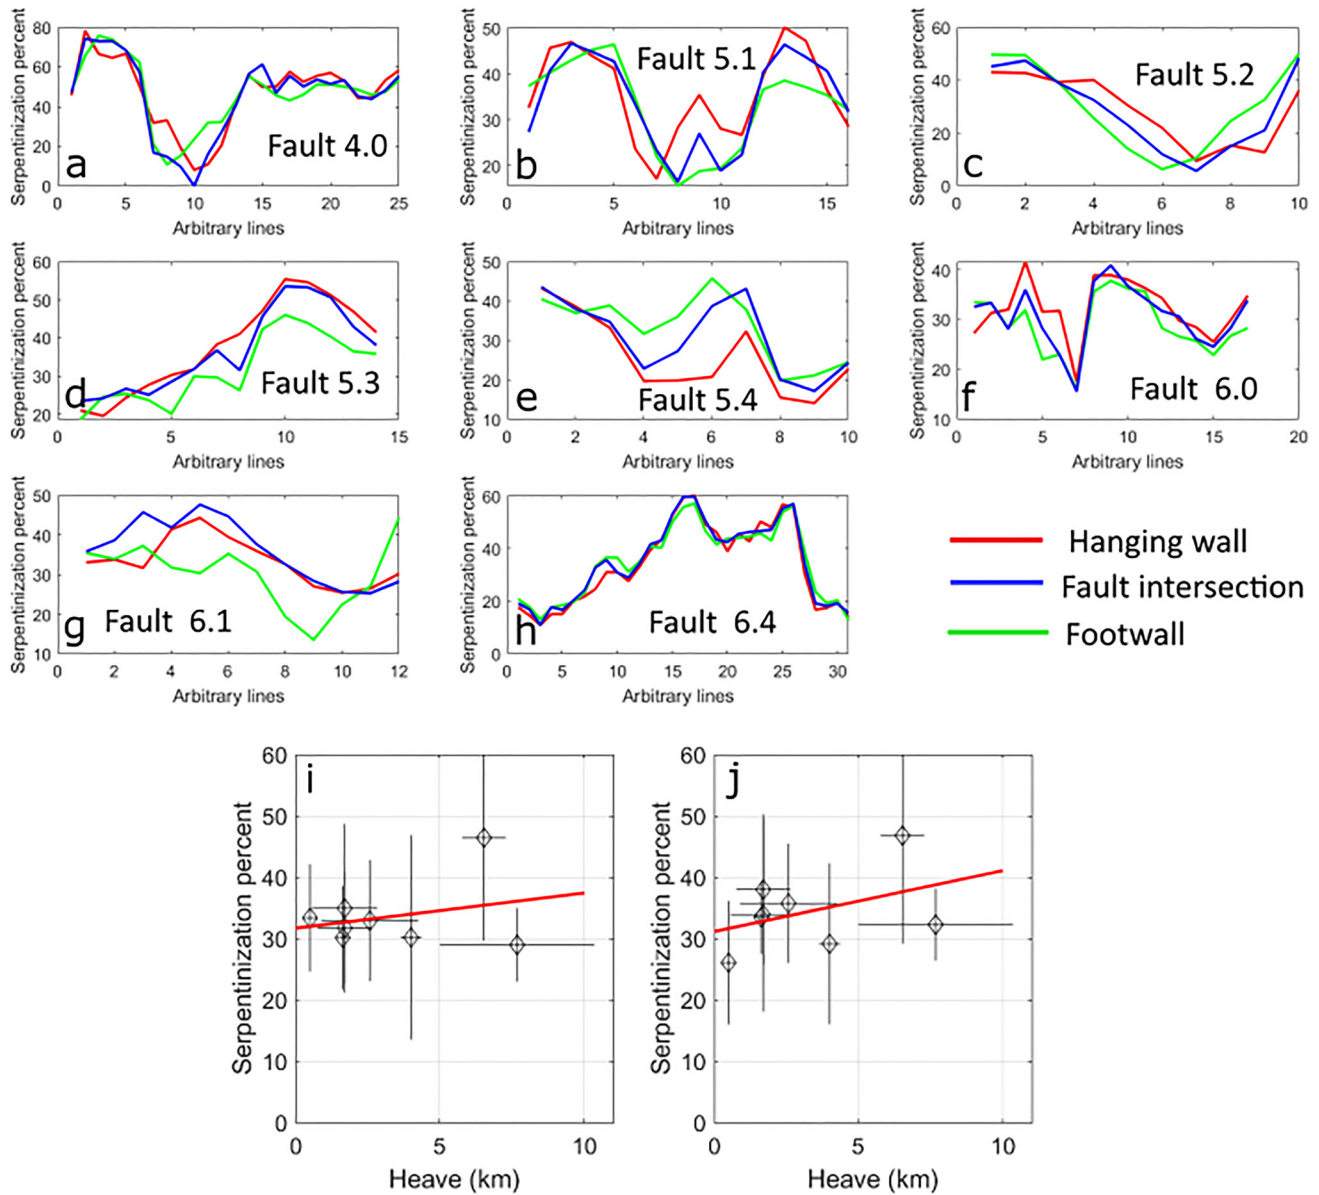 Serpentinization percent
80
60
40
20
0
a
Fault 4.0
0 5 10 15 20 25
Arbitrary lines
Serpentinization percent
50
40
30
20
b
Fault 5.1
0 5 10 15
Arbitrary lines
Serpentinization percent
60
40
20
0
c
Fault 5.2
0 2 4 6 8 10
Arbitrary lines
Serpentinization percent
60
50
40
30
20
d
Fault 5.3
0 5 10 15
Arbitrary lines
Serpentinization percent
50
40
30
20
10
e
Fault 5.4
0 2 4 6 8 10
Arbitrary lines
Serpentinization percent
40
30
20
10
f
Fault 6.0
0 5 10 15 20
Arbitrary lines
Serpentinization percent
50
40
30
20
10
g
Fault 6.1
0 2 4 6 8 10 12
Arbitrary lines
Serpentinization percent
60
40
20
0
h
Fault 6.4
0 5 10 15 20 25 30
Arbitrary lines
Hanging wall
Fault intersection
Footwall
Serpentinization percent
60
50
40
30
20
10
0
i
0 5 10
Heave (km)
Serpentinization percent
60
50
40
30
20
10
0
j
0 5 10
Heave (km)